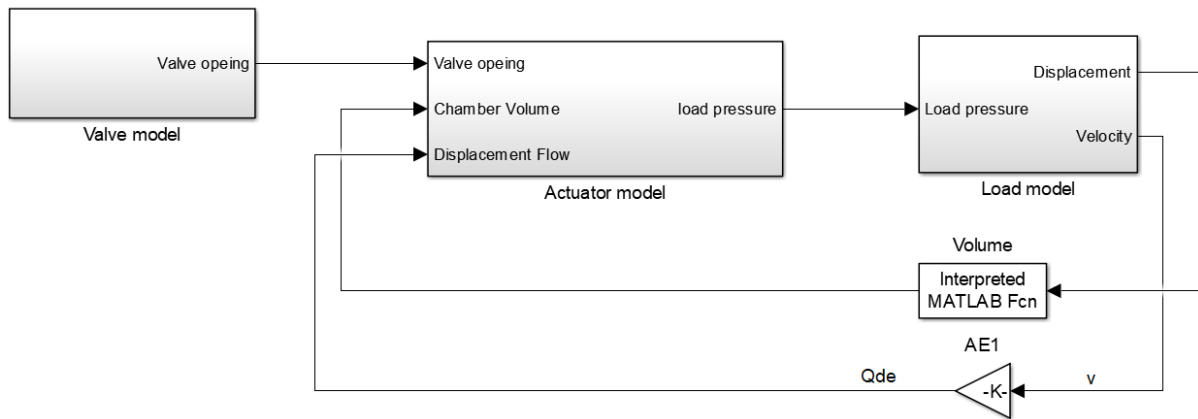 Valve opeing
Valve model
Valve opeing
Chamber Volume
Displacement Flow
load pressure
Actuator model
Load pressure
Displacement
Velocity
Load model
Volume
Interpreted
MATLAB Fcn
AE1
-K-
Qde
v